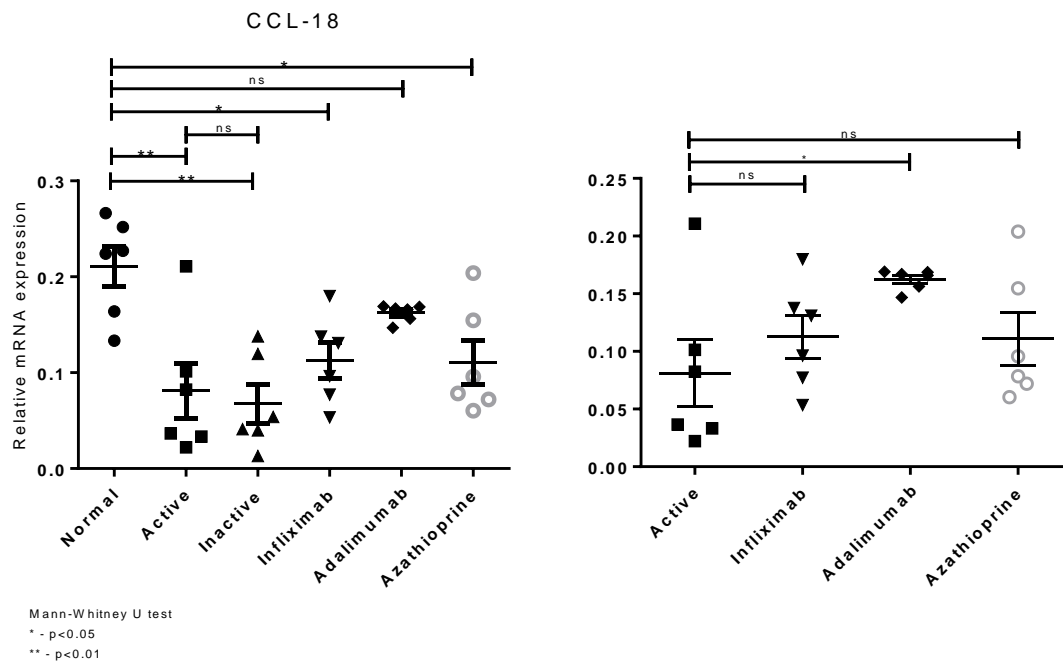 CCL-18
*
ns
*
ns
**
**
Relative mRNA expression
0.3
0.2
0.1
0.0
Normal
Active
Inactive
Infliximab
Adalimumab
Azathioprine
ns
*
ns
0.25
0.20
0.15
0.10
0.05
0.00
Active
Infliximab
Adalimumab
Azathioprine
Mann-Whitney U test
* - p<0.05
** - p<0.01